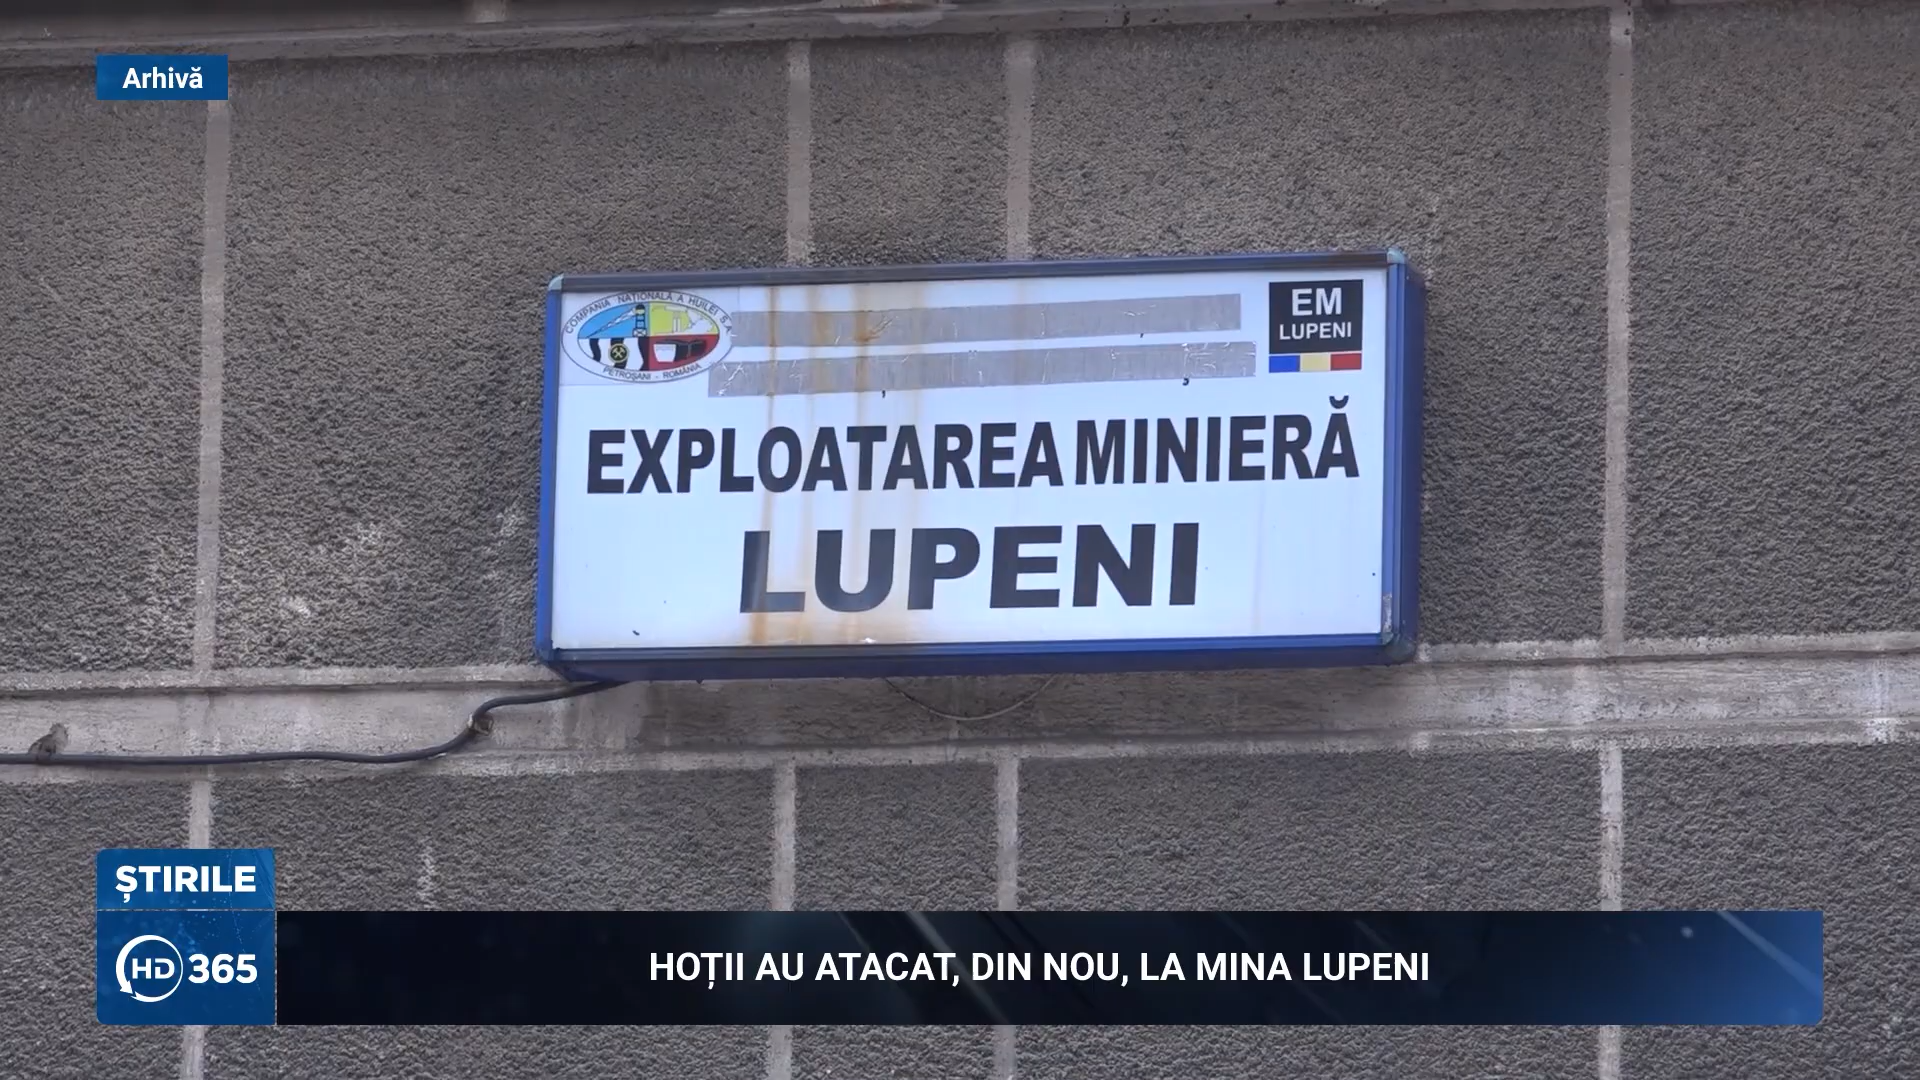 Arhivă
COMPANIA NAȚIONALĂ A HUILEI S.A.
PETROȘANI - ROMÂNIA
EM
LUPENI
EXPLOATAREA MINIERĂ
LUPENI
ȘTIRILE
HD 365
HOȚII AU ATACAT, DIN NOU, LA MINA LUPENI